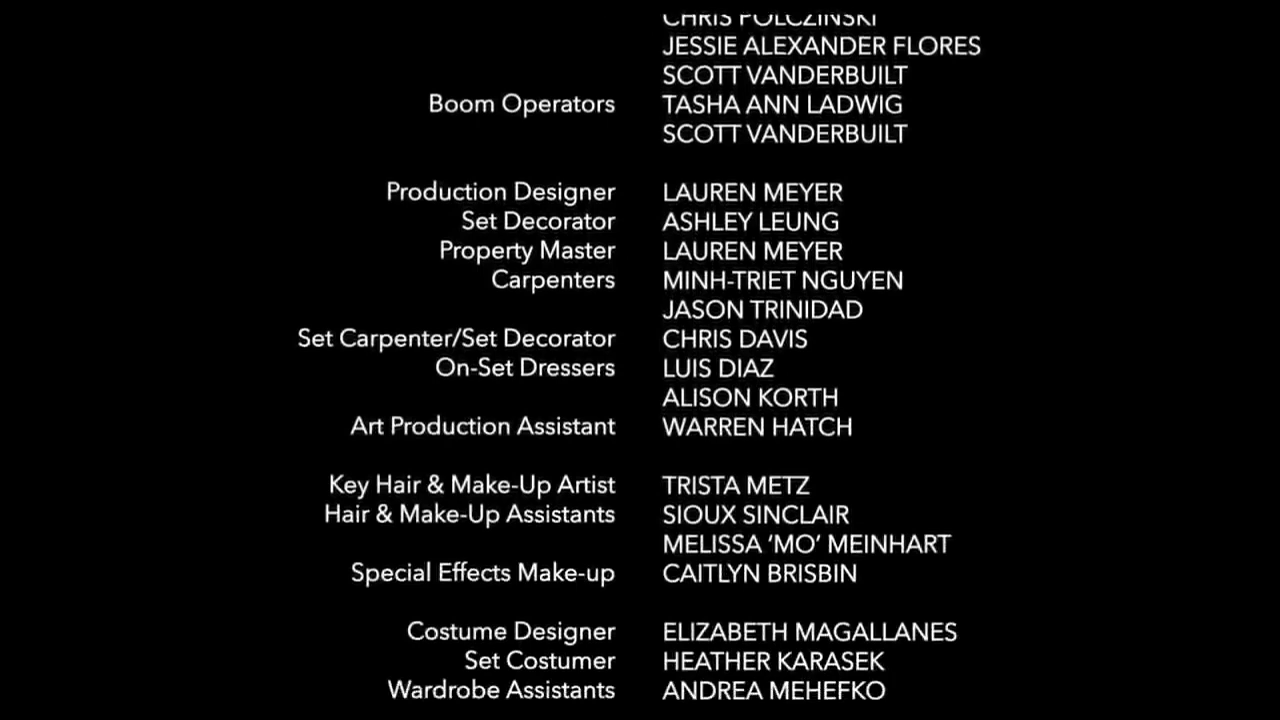 CHRIS POLCZINSKI
JESSIE ALEXANDER FLORES
SCOTT VANDERBUILT
Boom Operators TASHA ANN LADWIG
SCOTT VANDERBUILT
Production Designer LAUREN MEYER
Set Decorator ASHLEY LEUNG
Property Master LAUREN MEYER
Carpenters MINH-TRIET NGUYEN
JASON TRINIDAD
Set Carpenter/Set Decorator CHRIS DAVIS
On-Set Dressers LUIS DIAZ
ALISON KORTH
Art Production Assistant WARREN HATCH
Key Hair & Make-Up Artist TRISTA METZ
Hair & Make-Up Assistants SIOUX SINCLAIR
MELISSA ‘MO’ MEINHART
Special Effects Make-up CAITLYN BRISBIN
Costume Designer ELIZABETH MAGALLANES
Set Costumer HEATHER KARASEK
Wardrobe Assistants ANDREA MEHEFKO